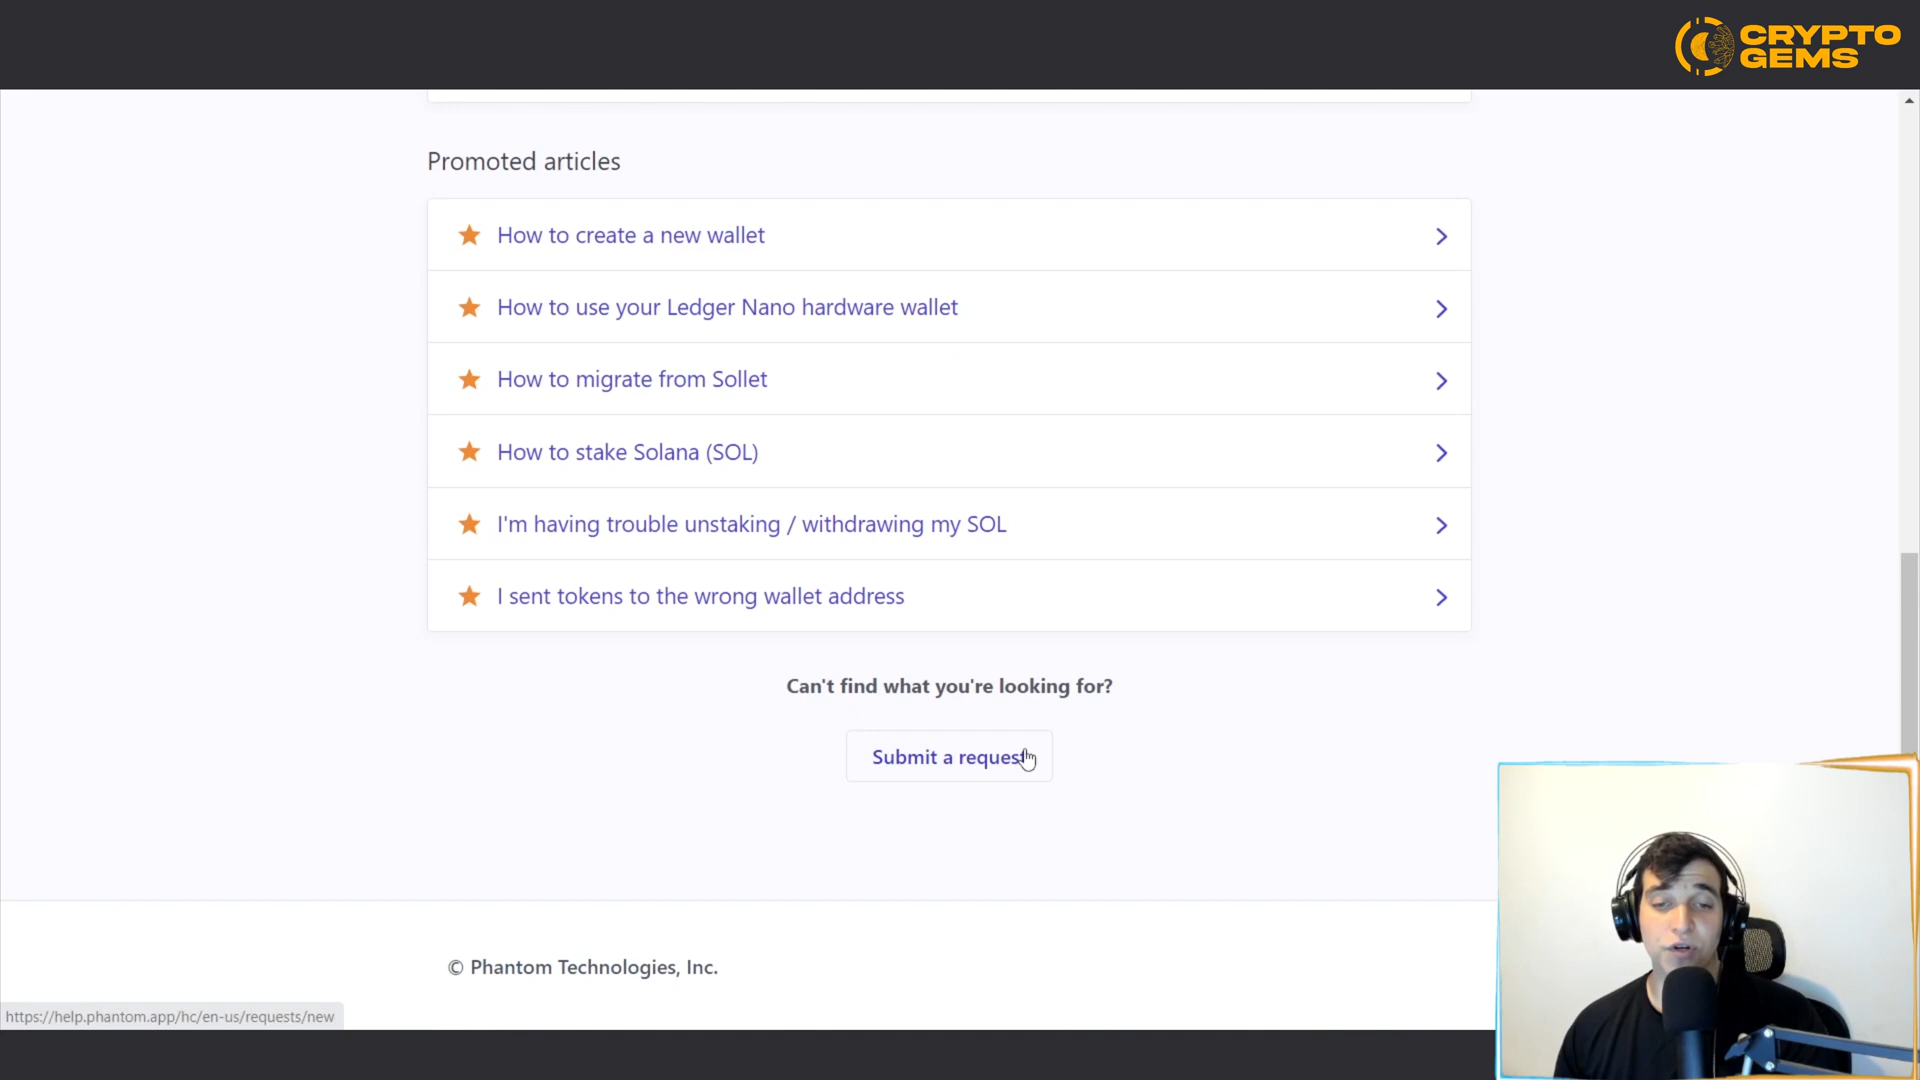 CRYPTO
GEMS
Promoted articles
How to create a new wallet
How to use your Ledger Nano hardware wallet
How to migrate from Sollet
How to stake Solana (SOL)
I'm having trouble unstaking / withdrawing my SOL
I sent tokens to the wrong wallet address
Can't find what you're looking for?
Submit a request
© Phantom Technologies, Inc.
https://help.phantom.app/hc/en-us/requests/new